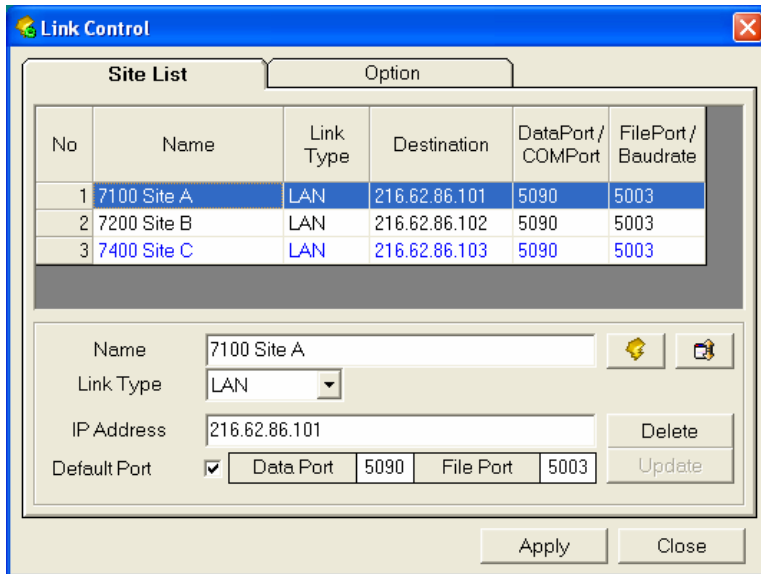 Link Control
Site List Option
No Name Link Type Destination DataPort/ COMPort FilePort/ Baudrate
1 7100 Site A LAN 216.62.86.101 5090 5003
2 7200 Site B LAN 216.62.86.102 5090 5003
3 7400 Site C LAN 216.62.86.103 5090 5003
Name 7100 Site A
Link Type LAN
IP Address 216.62.86.101 Delete
Default Port Data Port 5090 File Port 5003 Update
Apply Close